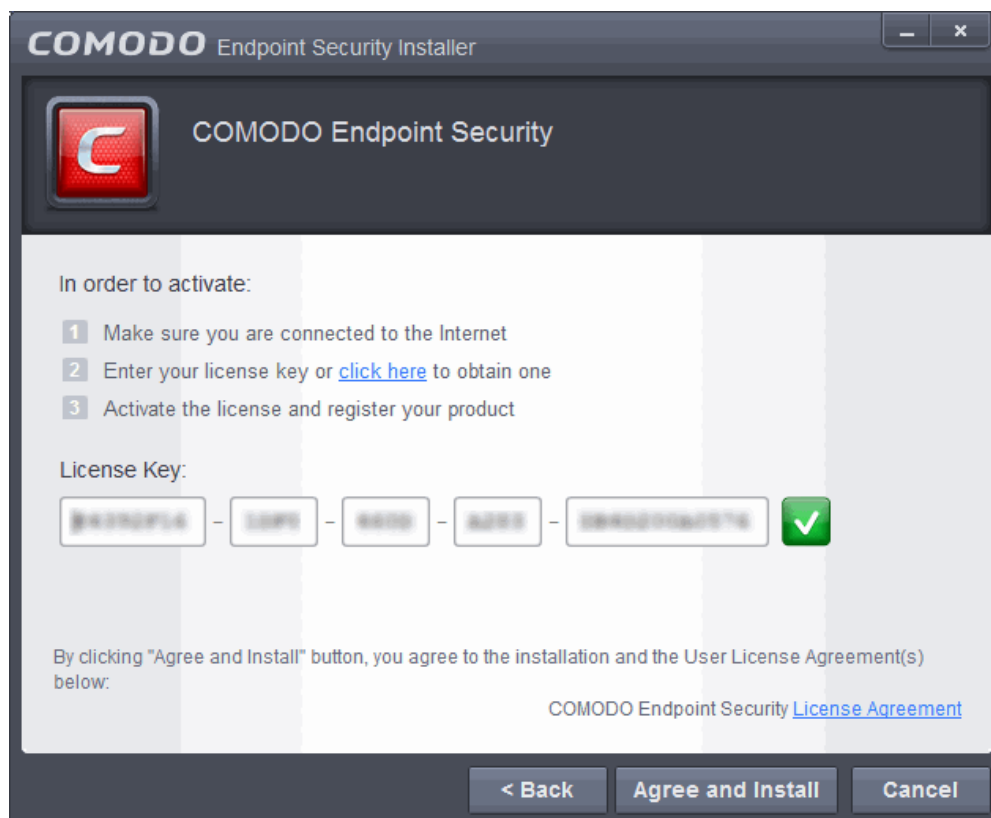 COMODO Endpoint Security Installer
COMODO Endpoint Security
In order to activate:
1 Make sure you are connected to the Internet
2 Enter your license key or click here to obtain one
3 Activate the license and register your product
License Key:
- - - -
By clicking "Agree and Install" button, you agree to the installation and the User License Agreement(s)
below:
COMODO Endpoint Security License Agreement
< Back Agree and Install Cancel